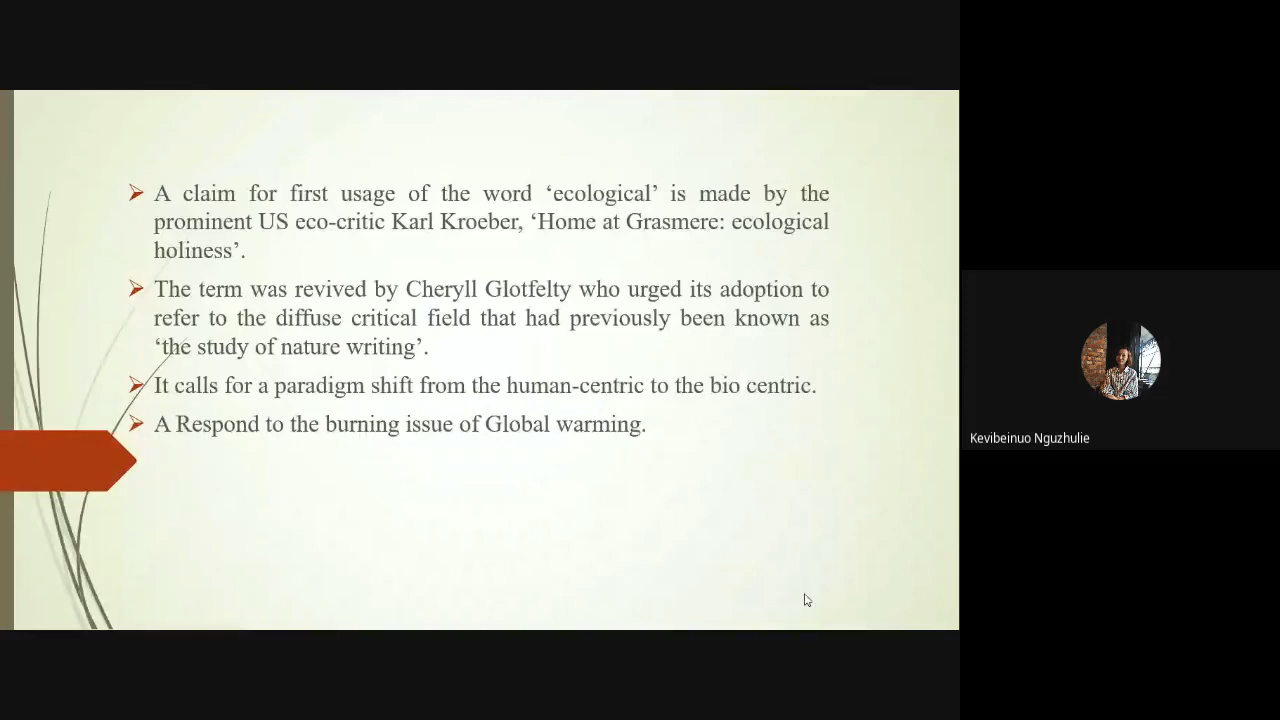 A claim for first usage of the word ‘ecological’ is made by the
prominent US eco-critic Karl Kroeber, ‘Home at Grasmere: ecological
holiness’.
The term was revived by Cheryll Glotfelty who urged its adoption to
refer to the diffuse critical field that had previously been known as
‘the study of nature writing’.
It calls for a paradigm shift from the human-centric to the bio centric.
A Respond to the burning issue of Global warming.
Kevibeinuo Nguzhulie